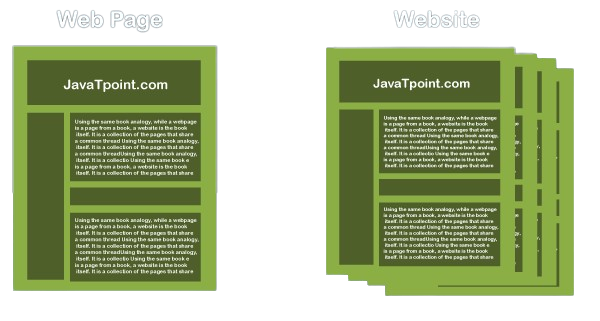 Web Page
Website
JavaTpoint.com
Using the same book analogy, while a webpage
is a page from a book, a website is the book
itself. It is a collection of the pages that share
a common thread Using the same book analogy,
itself. It is a collection of the pages that share
a common threadUsing the same book analogy,
itself. It is a collectio Using the same book e
is a page from a book, a website is the book
itself. It is a collection of the pages that share
Using the same book analogy, while a webpage
is a page from a book, a website is the book
itself. It is a collection of the pages that share
a common thread Using the same book analogy,
itself. It is a collection of the pages that share
a common threadUsing the same book analogy,
itself. It is a collectio Using the same book e
is a page from a book, a website is the book
itself. It is a collection of the pages that share
JavaTpoint.com
Using the same book analogy, while a webpage
is a page from a book, a website is the book
itself. It is a collection of the pages that share
a common thread Using the same book analogy,
itself. It is a collection of the pages that share
a common threadUsing the same book analogy,
itself. It is a collectio Using the same book e
is a page from a book, a website is the book
itself. It is a collection of the pages that share
Using the same book analogy, while a webpage
is a page from a book, a website is the book
itself. It is a collection of the pages that share
a common thread Using the same book analogy,
itself. It is a collection of the pages that share
a common threadUsing the same book analogy,
itself. It is a collectio Using the same book e
is a page from a book, a website is the book
itself. It is a collection of the pages that share